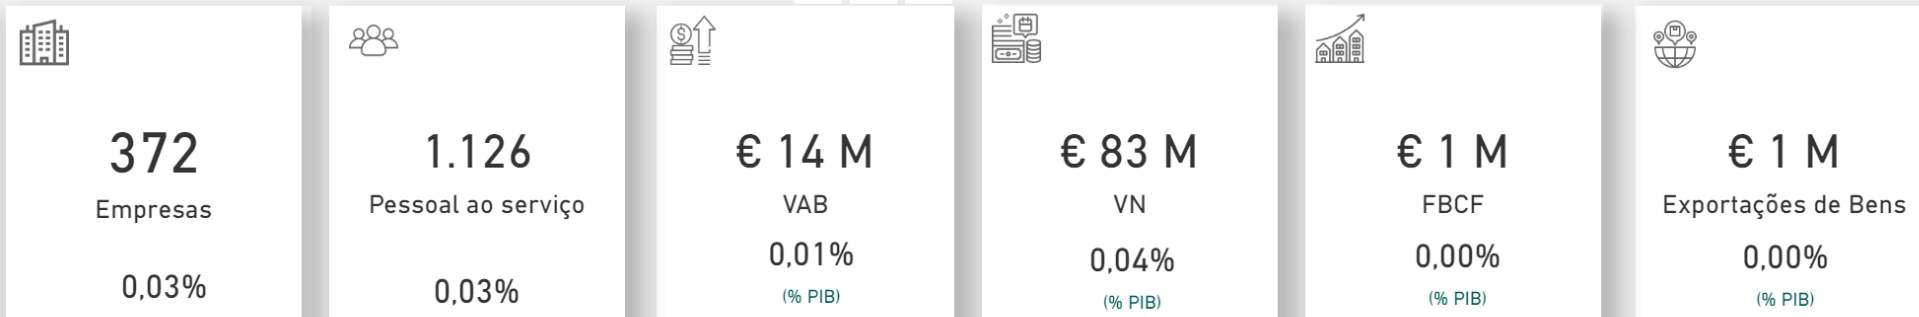 372
Empresas
0,03%
1.126
Pessoal ao serviço
0,03%
€ 14 M
VAB
0,01%
(% PIB)
€ 83 M
VN
0,04%
(% PIB)
€ 1 M
FBCF
0,00%
(% PIB)
€ 1 M
Exportações de Bens
0,00%
(% PIB)